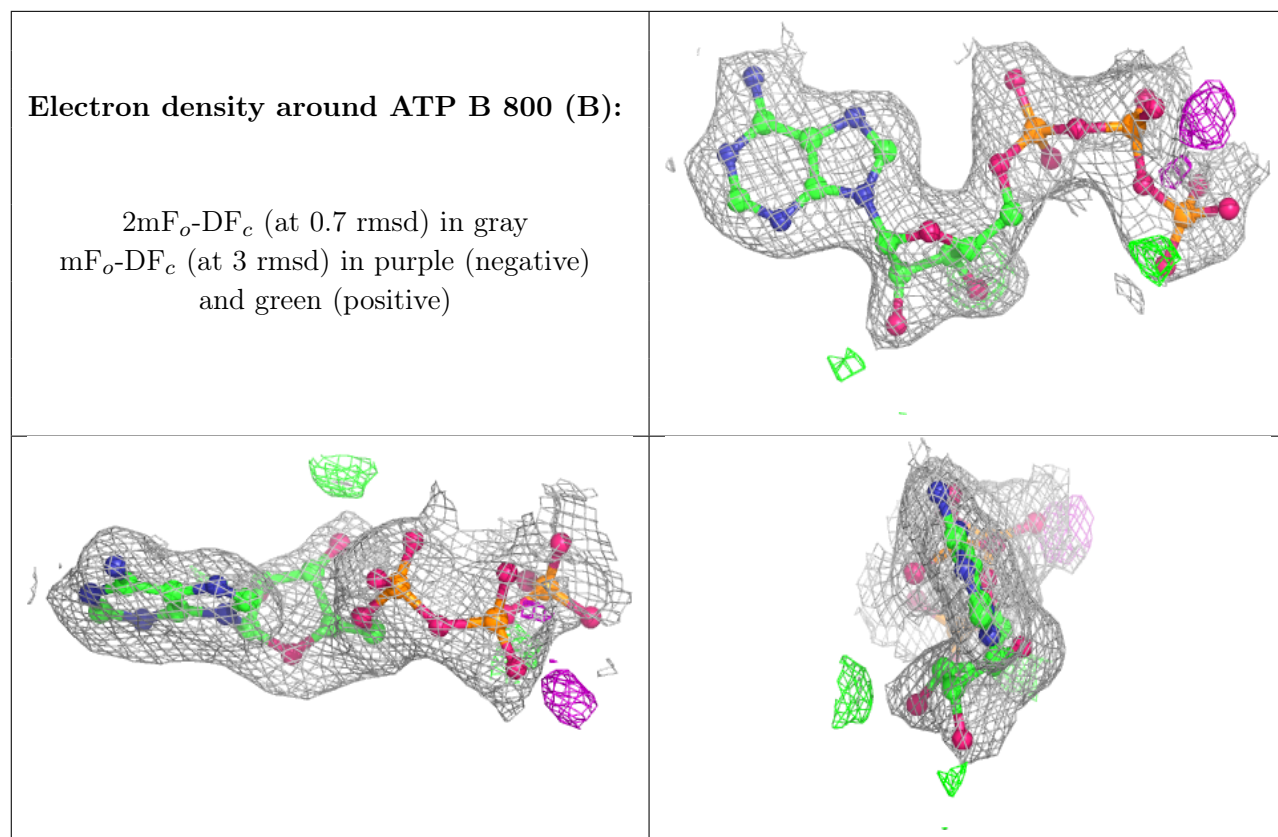 Electron density around ATP B 800 (B):
2mFₒ-DF𝒸 (at 0.7 rmsd) in gray
mFₒ-DF𝒸 (at 3 rmsd) in purple (negative)
and green (positive)